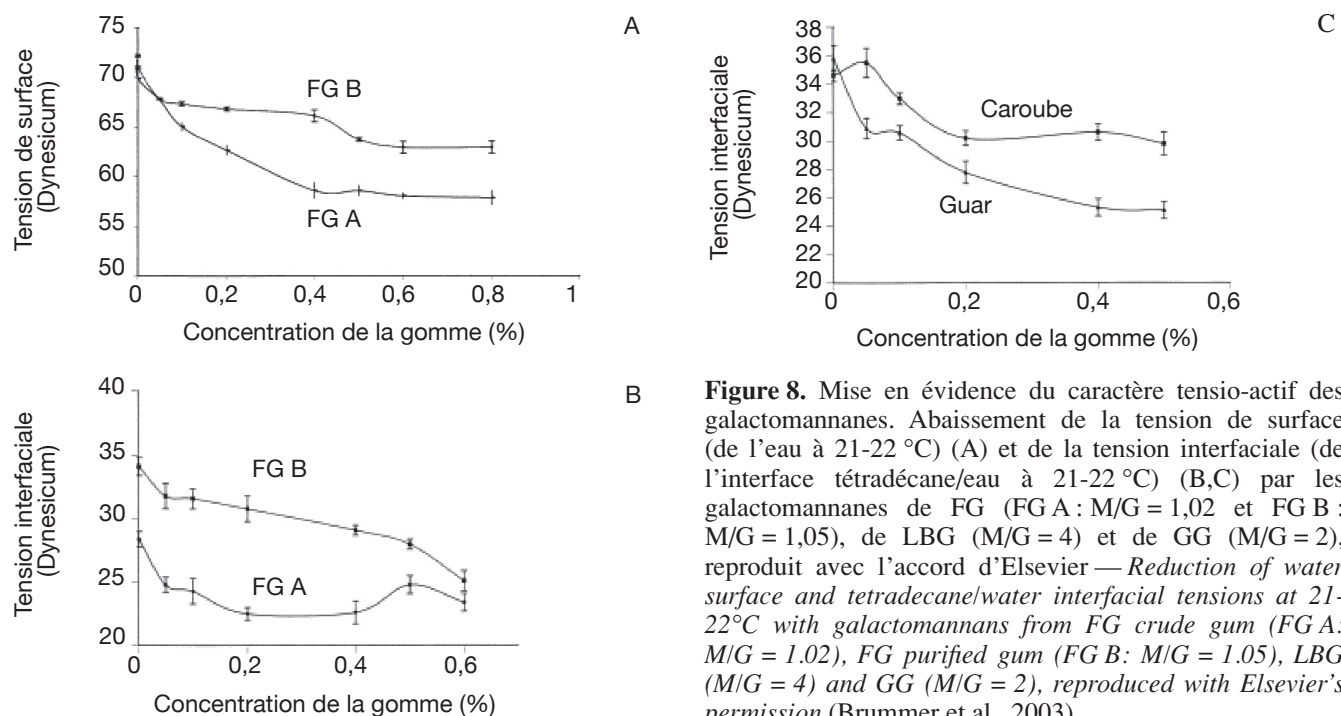 75
70
65
60
55
50
Tension de surface
(Dynesicum)
A
FG B
FG A
0
0,2
0,4
0,6
0,8
1
Concentration de la gomme (%)
40
35
30
25
20
Tension interfaciale
(Dynesicum)
B
FG B
FG A
0
0,2
0,4
0,6
Concentration de la gomme (%)
38
36
34
32
30
28
26
24
22
20
Tension interfaciale
(Dynesicum)
C
Caroube
Guar
0
0,2
0,4
0,6
Concentration de la gomme (%)
Figure 8. Mise en évidence du caractère tensio-actif des
galactomannanes. Abaissement de la tension de surface
(de l'eau à 21-22 °C) (A) et de la tension interfaciale (de
l'interface tétradécane/eau à 21-22 °C) (B,C) par les
galactomannanes de FG (FG A : M/G = 1,02 et FG B :
M/G = 1,05), de LBG (M/G = 4) et de GG (M/G = 2),
reproduit avec l'accord d'Elsevier — Reduction of water
surface and tetradecane/water interfacial tensions at 21-
22°C with galactomannans from FG crude gum (FG A:
M/G = 1.02), FG purified gum (FG B: M/G = 1.05), LBG
(M/G = 4) and GG (M/G = 2), reproduced with Elsevier's
permission (Brummer et al., 2003)